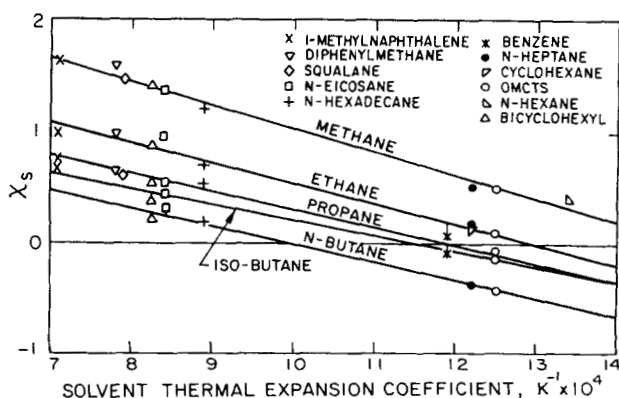 2
1
0
-1
χs
× 1-METHYLNAPHTHALENE
▽ DIPHENYLMETHANE
◇ SQUALANE
□ N-EICOSANE
+ N-HEXADECANE
BENZENE
● N-HEPTANE
CYCLOHEXANE
○ OMCTS
N-HEXANE
△ BICYCLOHEXYL
METHANE
ETHANE
PROPANE
N-BUTANE
ISO-BUTANE
7 8 9 10 11 12 13 14
SOLVENT THERMAL EXPANSION COEFFICIENT, K⁻¹×10⁴